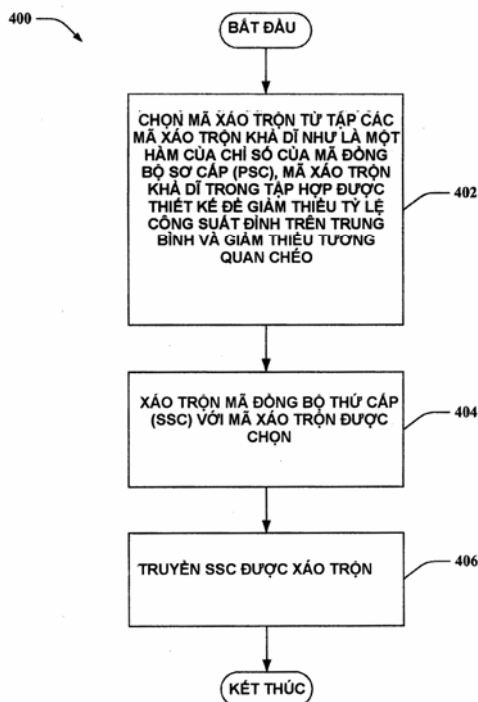 400
BẮT ĐẦU
CHỌN MÃ XÁO TRỘN TỪ TẬP CÁC
MÃ XÁO TRỘN KHẢ DĨ NHƯ LÀ MỘT
HÀM CỦA CHỈ SỐ CỦA MÃ ĐỒNG
BỘ SƠ CẤP (PSC), MÃ XÁO TRỘN
KHẢ DĨ TRONG TẬP HỢP ĐƯỢC
THIẾT KẾ ĐỂ GIẢM THIỂU TỶ LỆ
CÔNG SUẤT ĐỈNH TRÊN TRUNG
BÌNH VÀ GIẢM THIỂU TƯƠNG
QUAN CHÉO
402
XÁO TRỘN MÃ ĐỒNG BỘ THỨ CẤP
(SSC) VỚI MÃ XÁO TRỘN ĐƯỢC
CHỌN
404
TRUYỀN SSC ĐƯỢC XÁO TRỘN
406
KẾT THÚC